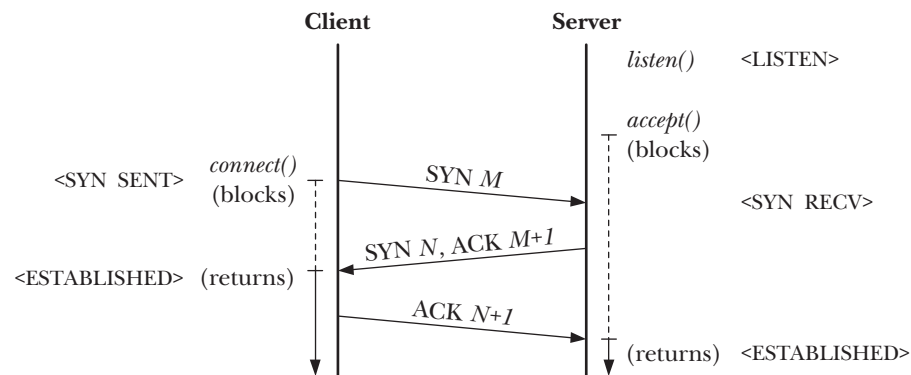 Client Server
listen() <LISTEN>
accept()
(blocks)
<SYN SENT> connect()
(blocks)
SYN M
<SYN RECV>
SYN N, ACK M+1
<ESTABLISHED> (returns)
ACK N+1
(returns) <ESTABLISHED>